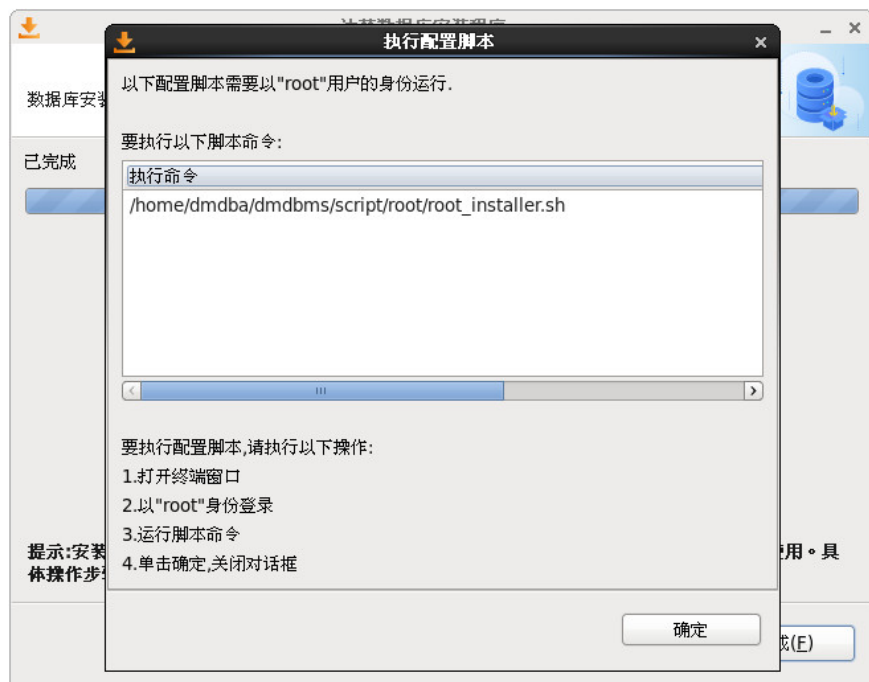 执行配置脚本
数据库安装
以下配置脚本需要以"root"用户的身份运行.
要执行以下脚本命令:
已完成
执行命令
/home/dmdba/dmdbms/script/root/root_installer.sh
要执行配置脚本,请执行以下操作:
1.打开终端窗口
2.以"root"身份登录
3.运行脚本命令
4.单击确定,关闭对话框
提示:安装
用。具
体操作步
确定
(F)